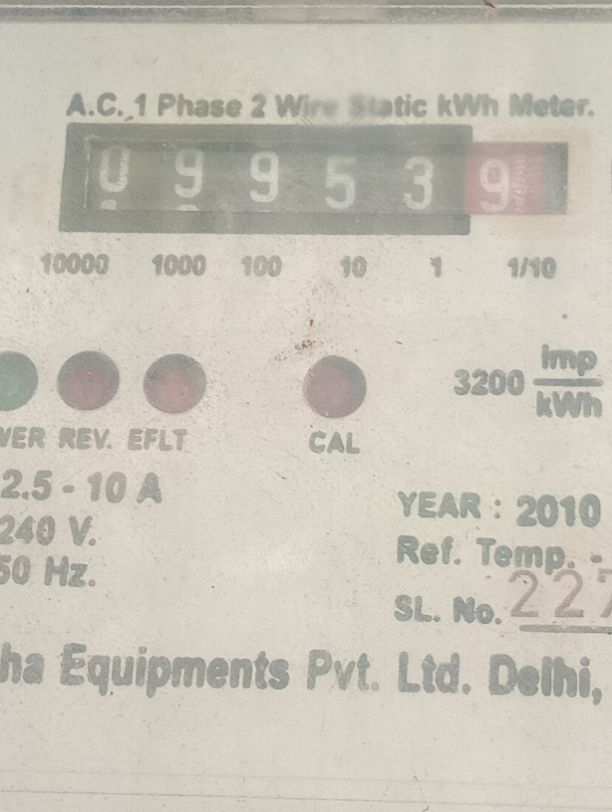 A.C. 1 Phase 2 Wire Static kWh Meter.
0 9 9 5 3 9
10000 1000 100 10 1 1/10
3200 Imp
kWh
WER REV. EFLT CAL
2.5 - 10 A
240 V.
50 Hz.
YEAR : 2010
Ref. Temp. -
SL. No. 227
ha Equipments Pvt. Ltd. Delhi,